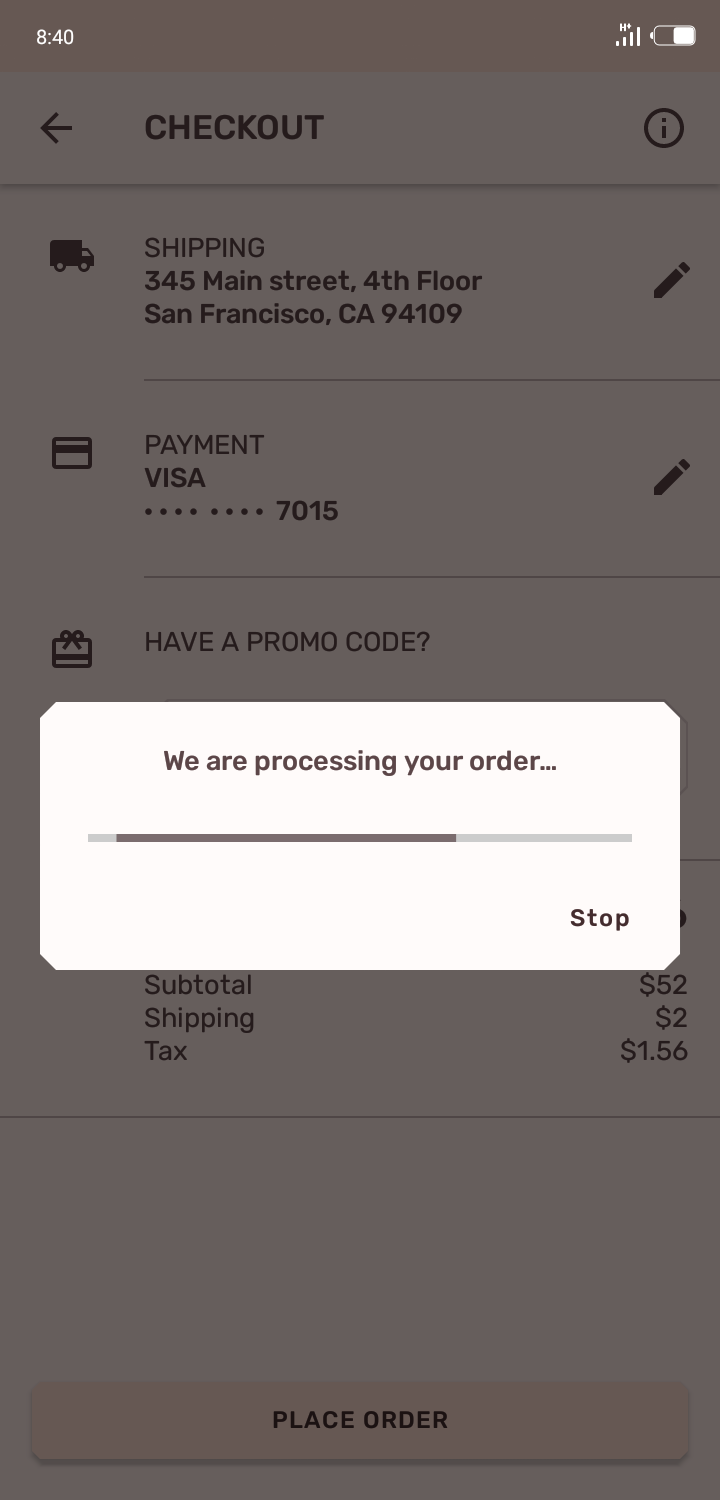 8:40
H+
CHECKOUT
SHIPPING
345 Main street, 4th Floor
San Francisco, CA 94109
PAYMENT
VISA
•••• •••• 7015
HAVE A PROMO CODE?
We are processing your order...
Stop
Subtotal $52
Shipping $2
Tax $1.56
PLACE ORDER